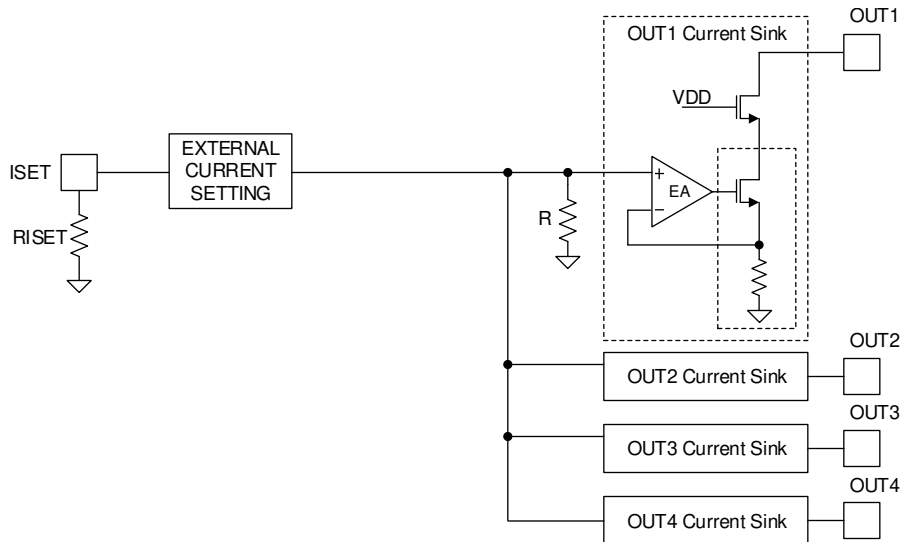 OUT1
OUT1 Current Sink
VDD
EXTERNAL
CURRENT
SETTING
ISET
+
EA
−
RISET
R
OUT2
OUT2 Current Sink
OUT3
OUT3 Current Sink
OUT4
OUT4 Current Sink